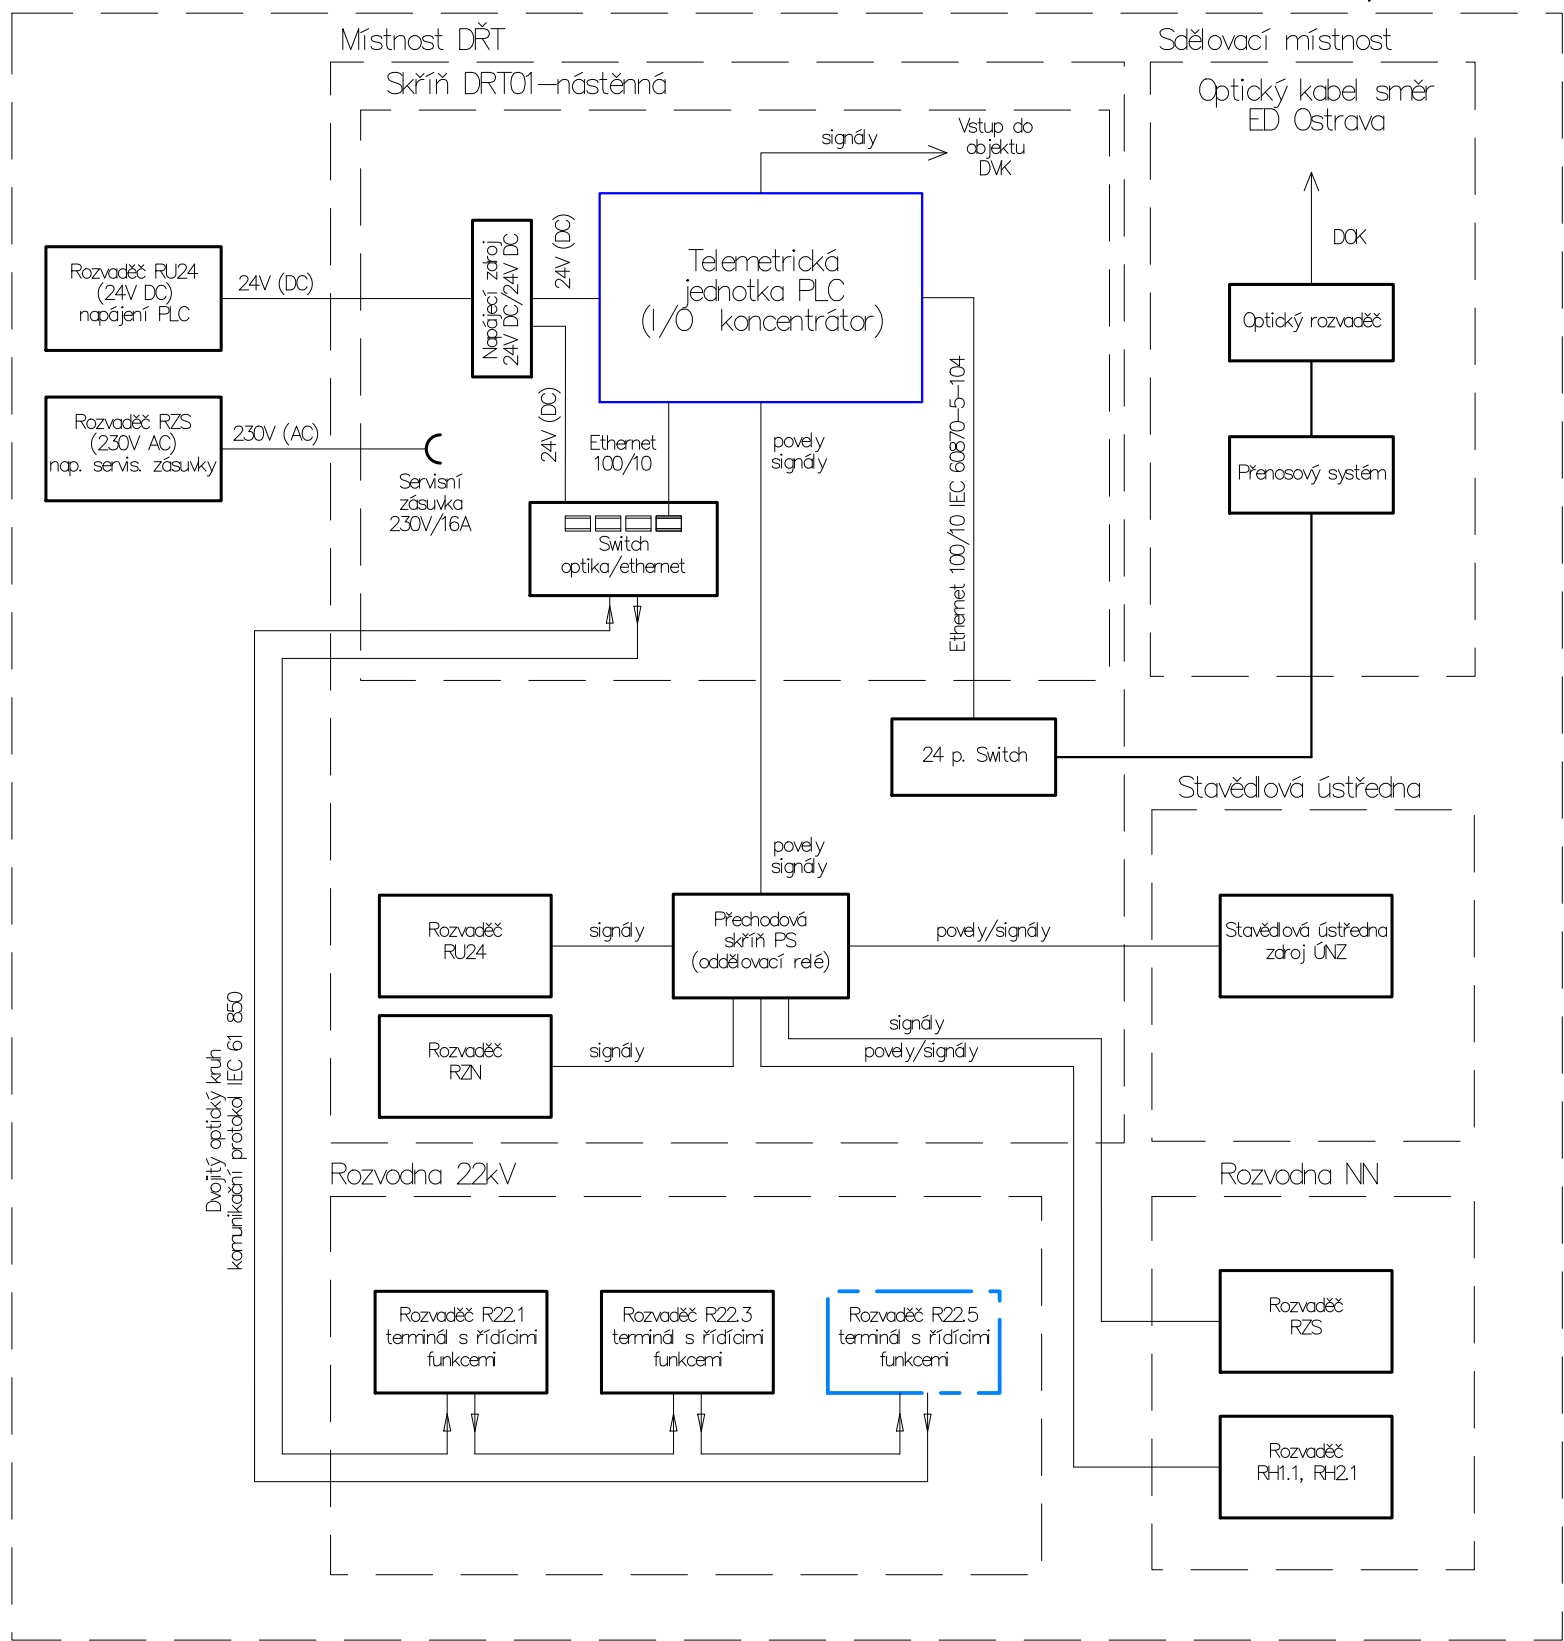 Místnost DŘT
Sdělovací místnost
Skříň DRT01-nástěnná
Optický kabel směr
ED Ostrava
signály
Vstup do
objektu
DVK
DOK
Rozvaděč RU24
(24V DC)
napájení PLC
24V (DC)
Napájecí zdroj
24V DC/24V DC
24V (DC)
24V (DC)
Telemetrická
jednotka PLC
(I/O koncentrátor)
Optický rozvaděč
Rozvaděč RZS
(230V AC)
nap. servis. zásuvky
230V (AC)
Servisní
zásuvka
230V/16A
Ethernet
100/10
povely
signály
Ethernet 100/10 IEC 60870-5-104
Přenosový systém
Switch
optika/ethernet
24 p. Switch
Stavědlová ústředna
povely
signály
Rozvaděč
RU24
signály
Přechodová
skříň PS
(oddělovací relé)
povely/signály
Stavědlová ústředna
zdroj ÚNZ
Rozvaděč
RZN
signály
signály
povely/signály
Dvojitý optický kruh
komunikační protokol IEC 61 850
Rozvodna 22kV
Rozvodna NN
Rozvaděč R22.1
terminál s řídícimi
funkcemi
Rozvaděč R22.3
terminál s řídícimi
funkcemi
Rozvaděč R22.5
terminál s řídícimi
funkcemi
Rozvaděč
RZS
Rozvaděč
RH1.1, RH2.1